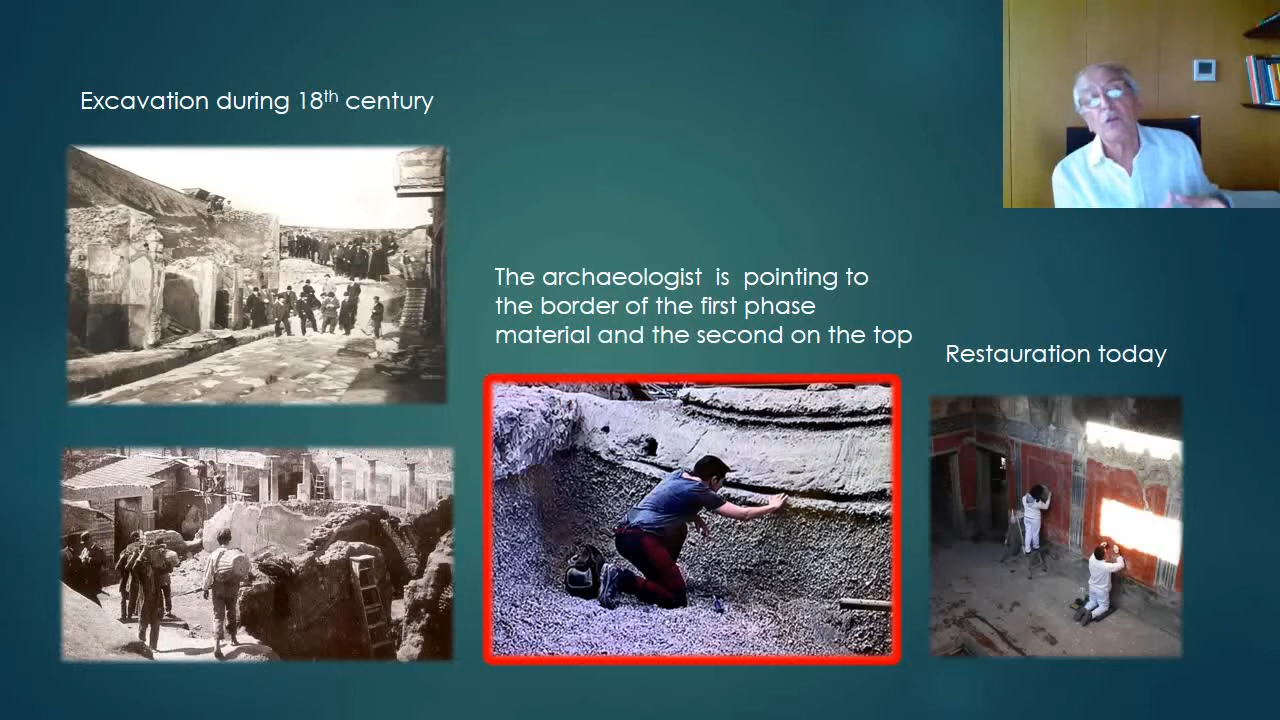 Excavation during 18th century
The archaeologist is pointing to
the border of the first phase
material and the second on the top
Restauration today